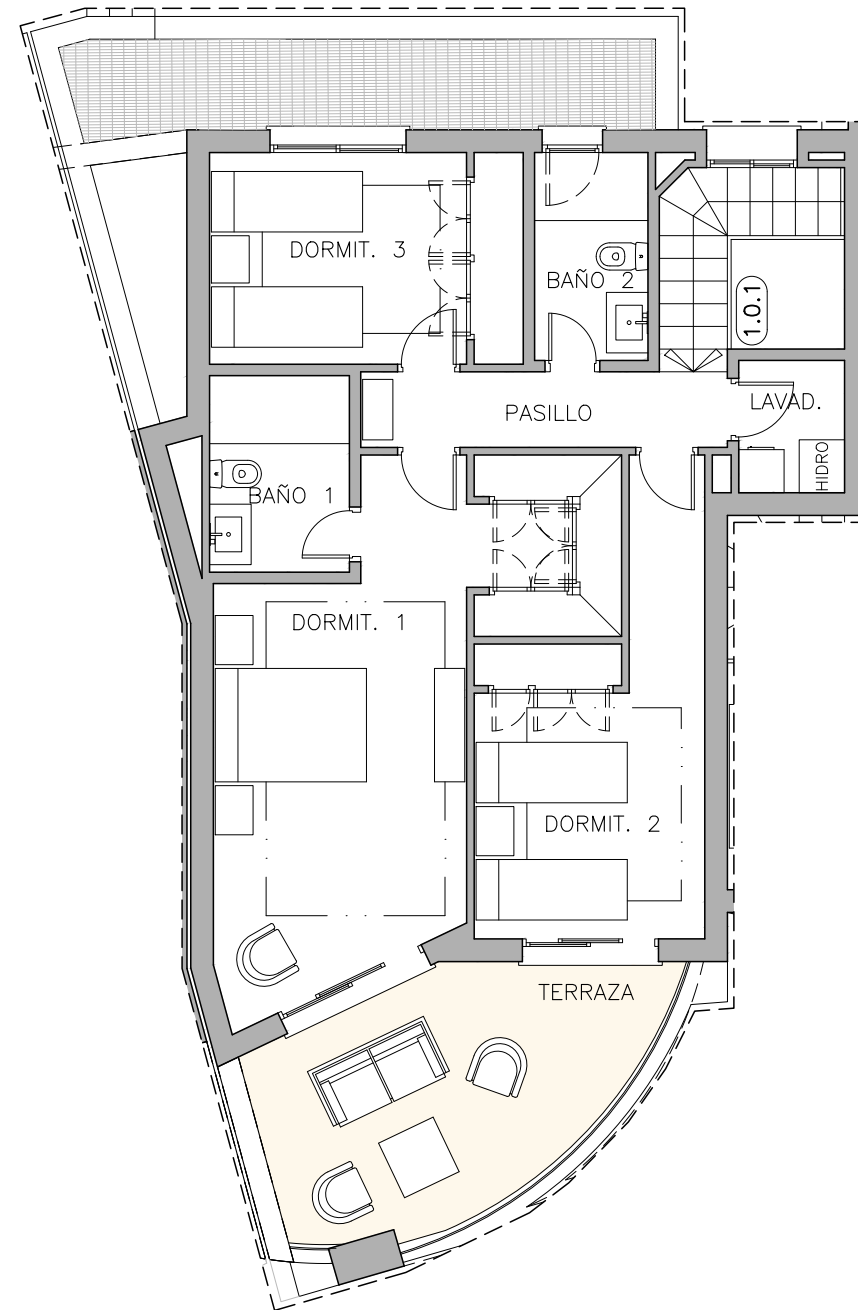 DORMIT. 3
BAÑO 2
1.0.1
PASILLO
LAVAD.
HIDRO
BAÑO 1
DORMIT. 1
DORMIT. 2
TERRAZA